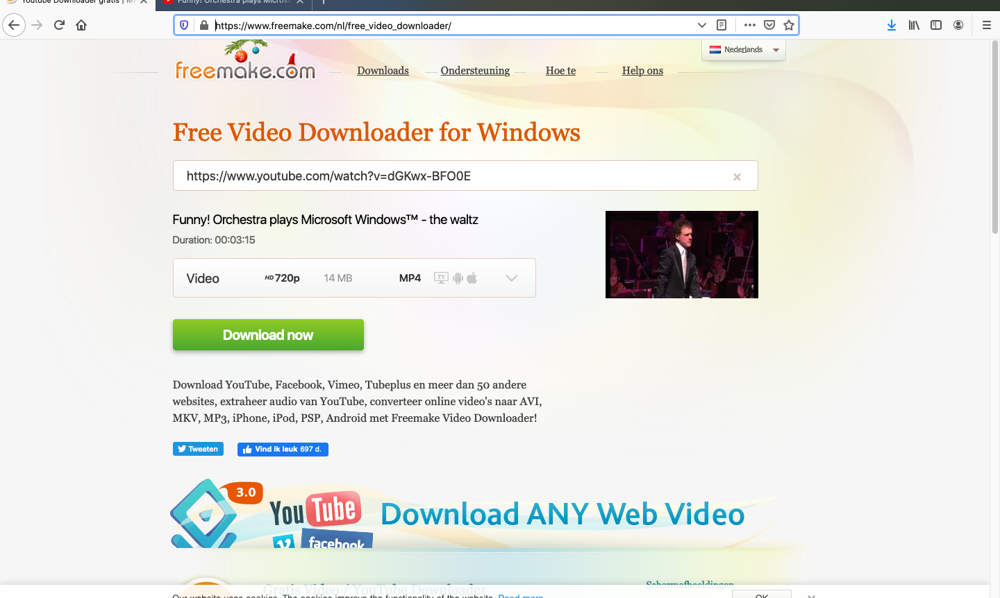 Youtube Downloader gratis | M
Funny! Orchestra plays Microso
https://www.freemake.com/nl/free_video_downloader/
Nederlands
freemake.com
Downloads
Ondersteuning
Hoe te
Help ons
Free Video Downloader for Windows
https://www.youtube.com/watch?v=dGKwx-BFO0E
Funny! Orchestra plays Microsoft Windows™ - the waltz
Duration: 00:03:15
Video HD 720p 14 MB MP4 TV
Download now
Download YouTube, Facebook, Vimeo, Tubeplus en meer dan 50 andere
websites, extraheer audio van YouTube, converteer online video's naar AVI,
MKV, MP3, iPhone, iPod, PSP, Android met Freemake Video Downloader!
Tweeten
Vind ik leuk 697 d.
3.0
YouTube
Download ANY Web Video
facebook
Gratis Video / YouTube Downloader
Schermafbeeldingen
Our website uses cookies. The cookies improve the functionality of the website. Read more
OK